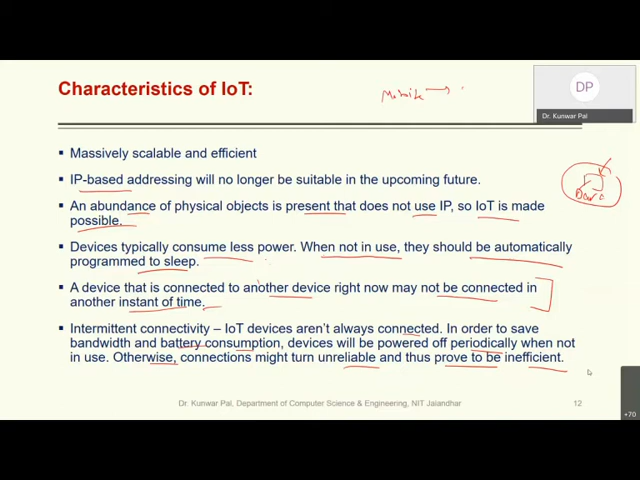 Characteristics of IoT:
Mobile
DP
Dr. Kunwar Pal
▪ Massively scalable and efficient
▪ IP-based addressing will no longer be suitable in the upcoming future.
▪ An abundance of physical objects is present that does not use IP, so IoT is made
possible.
▪ Devices typically consume less power. When not in use, they should be automatically
programmed to sleep.
▪ A device that is connected to another device right now may not be connected in
another instant of time.
▪ Intermittent connectivity – IoT devices aren't always connected. In order to save
bandwidth and battery consumption, devices will be powered off periodically when not
in use. Otherwise, connections might turn unreliable and thus prove to be inefficient.
Dr. Kunwar Pal, Department of Computer Science & Engineering, NIT Jalandhar
12
+70